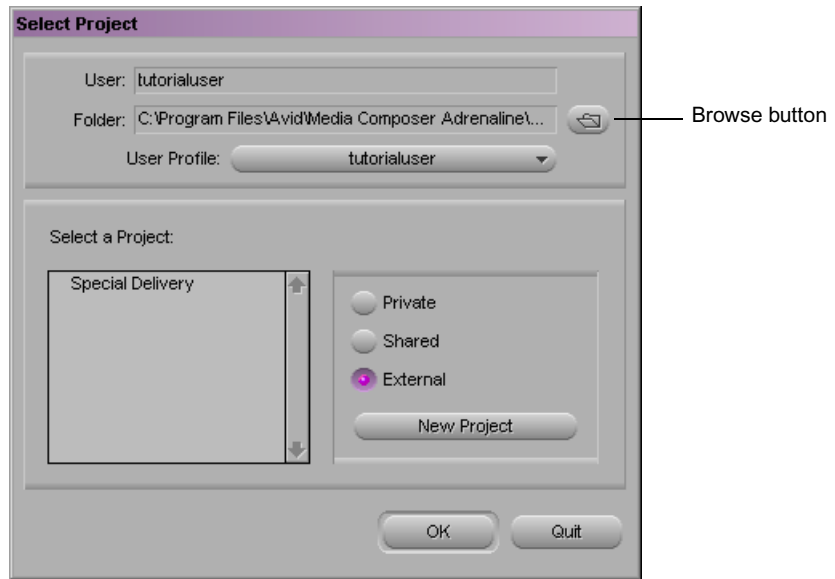 Select Project
User: tutorialuser
Folder: C:\Program Files\Avid\Media Composer Adrenaline\...
Browse button
User Profile: tutorialuser
Select a Project:
Special Delivery
Private
Shared
External
New Project
OK
Quit